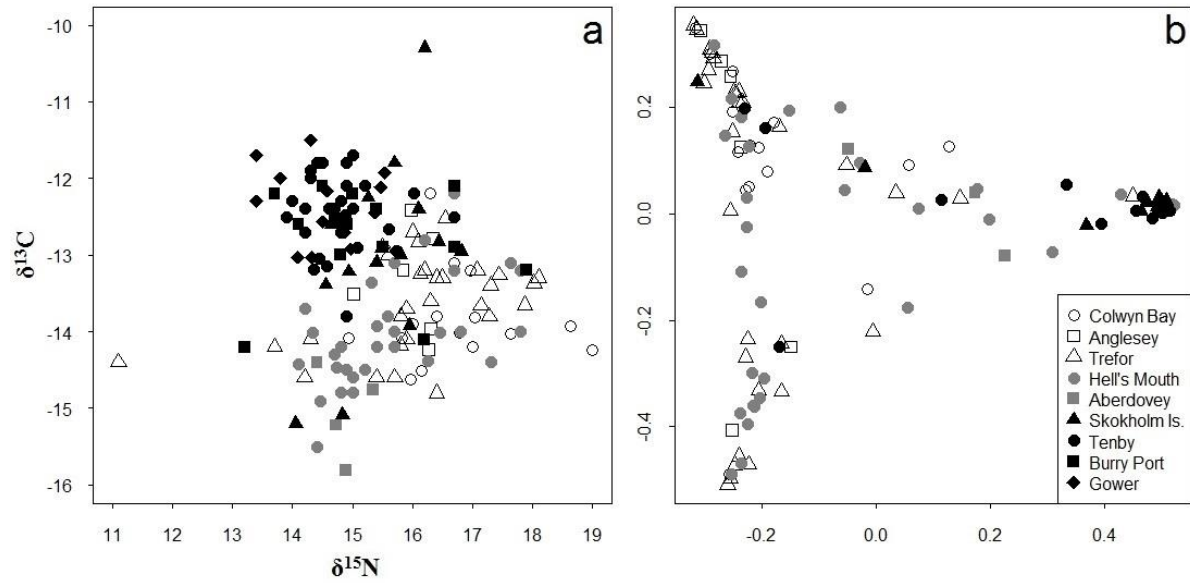 a
δ13C
-10
-11
-12
-13
-14
-15
-16
11 12 13 14 15 16 17 18 19
δ15N
b
0.2
0.0
-0.2
-0.4
-0.2 0.0 0.2 0.4
Colwyn Bay
Anglesey
Trefor
Hell's Mouth
Aberdovey
Skokholm Is.
Tenby
Burry Port
Gower